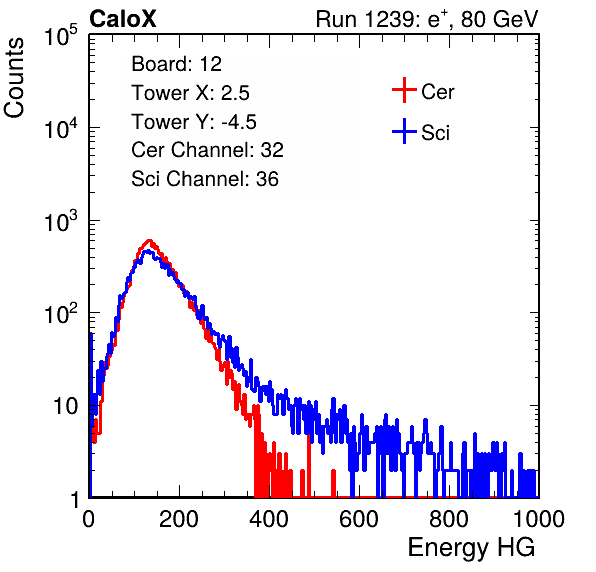 CaloX Run 1239: e⁺, 80 GeV
Counts
Board: 12
Tower X: 2.5
Tower Y: -4.5
Cer Channel: 32
Sci Channel: 36
Cer
Sci
10⁵
10⁴
10³
10²
10
1
0 200 400 600 800 1000
Energy HG